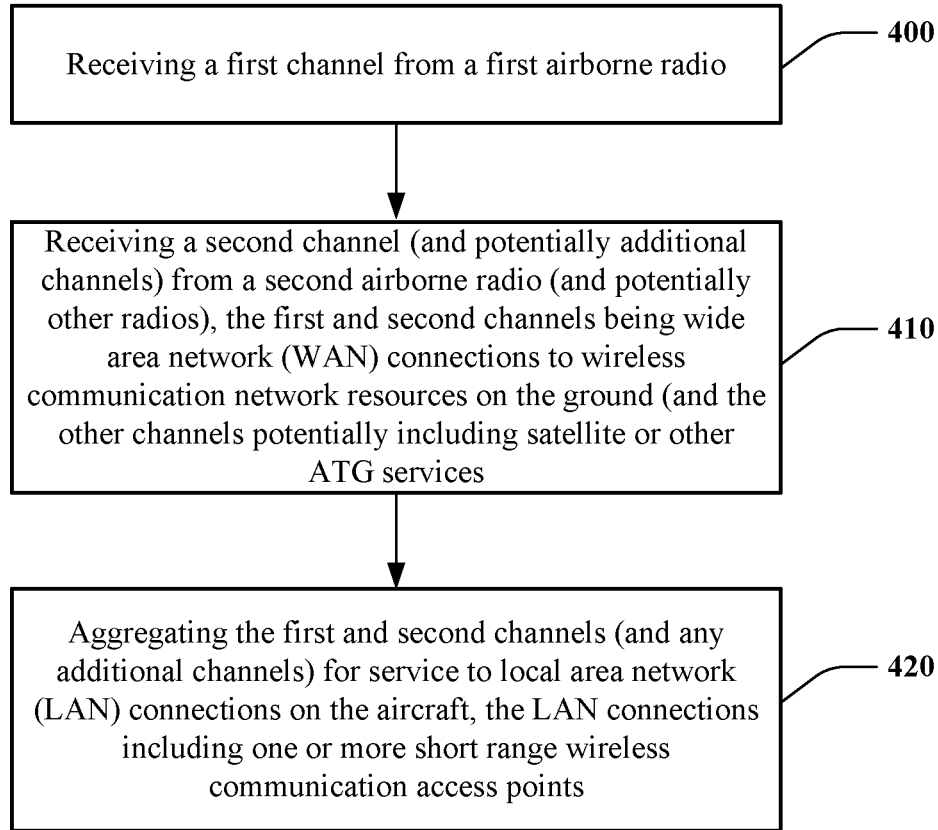 Receiving a first channel from a first airborne radio
400
Receiving a second channel (and potentially additional
channels) from a second airborne radio (and potentially
other radios), the first and second channels being wide
area network (WAN) connections to wireless
communication network resources on the ground (and the
other channels potentially including satellite or other
ATG services
410
Aggregating the first and second channels (and any
additional channels) for service to local area network
(LAN) connections on the aircraft, the LAN connections
including one or more short range wireless
communication access points
420